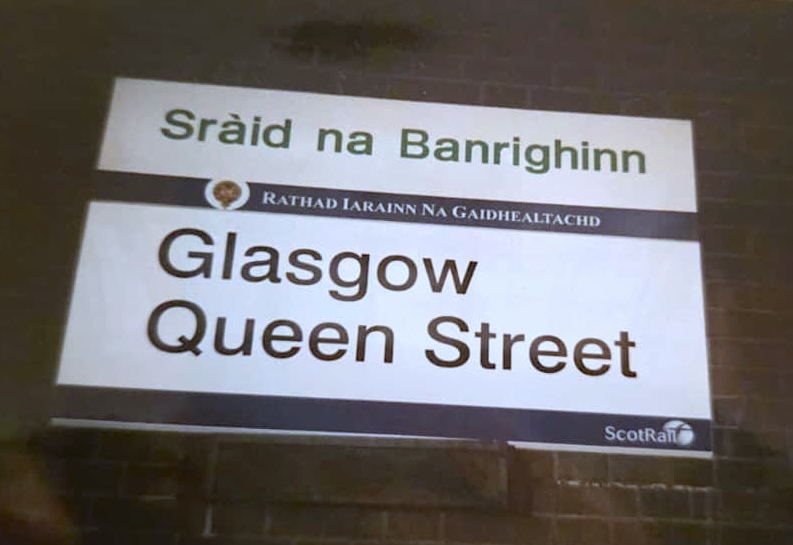 Sràid na Banrighinn
RATHAD IARAINN NA GAIDHEALTACHD
Glasgow
Queen Street
ScotRail